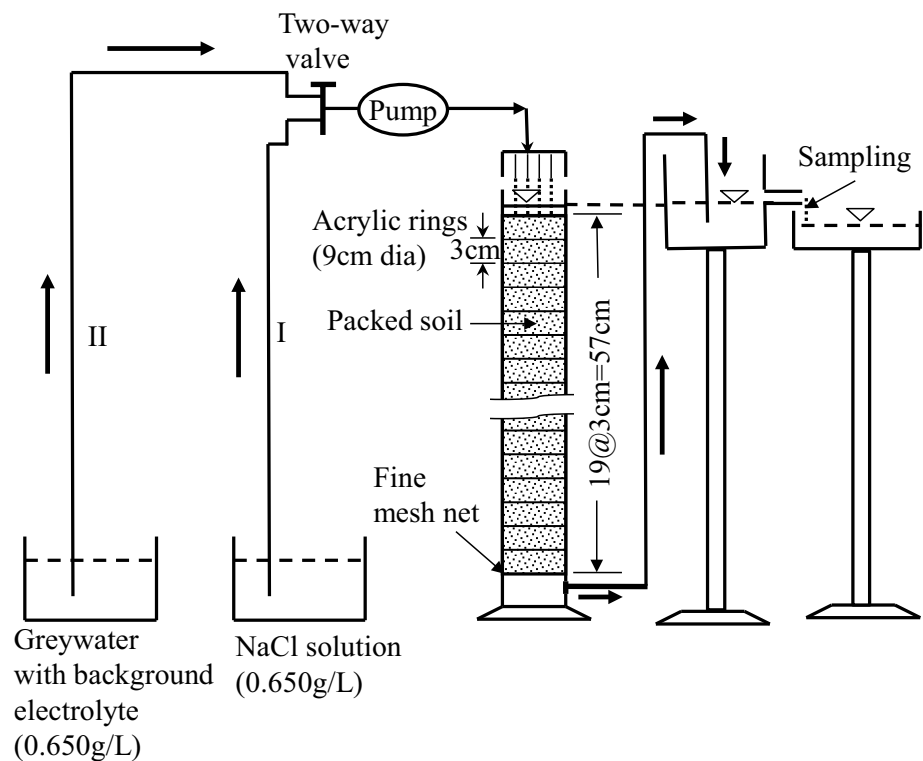 Two-way
valve
Pump
Sampling
Acrylic rings
(9cm dia)
3cm
Packed soil
II
I
19@3cm=57cm
Fine
mesh net
Greywater
with background
electrolyte
(0.650g/L)
NaCl solution
(0.650g/L)